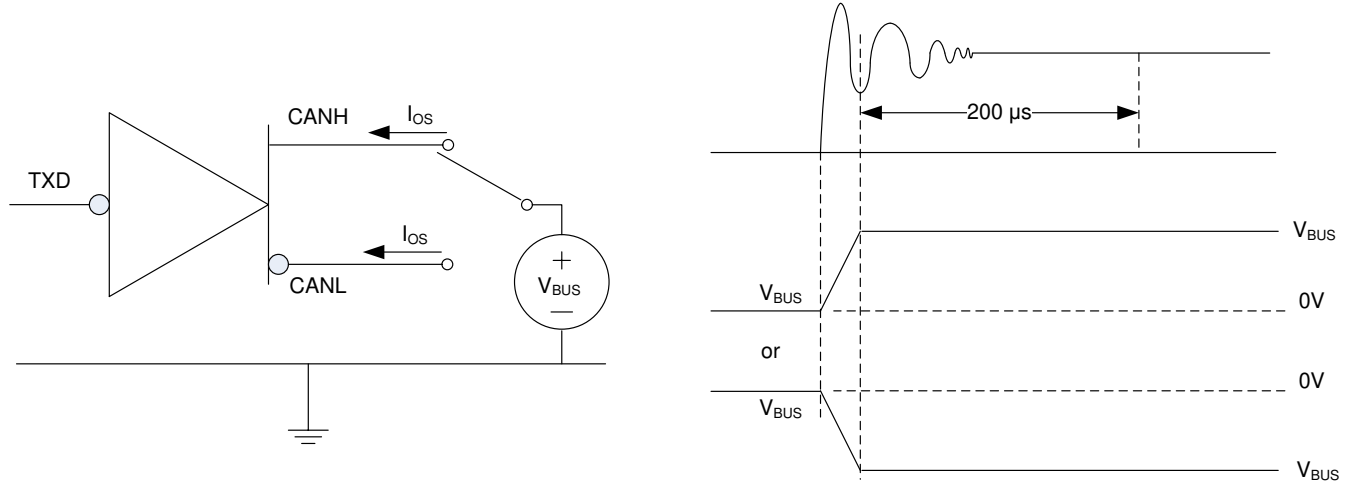 CANH
I_OS
TXD
I_OS
CANL
+
V_BUS
—
200 µs
V_BUS
V_BUS
0V
or
0V
V_BUS
V_BUS